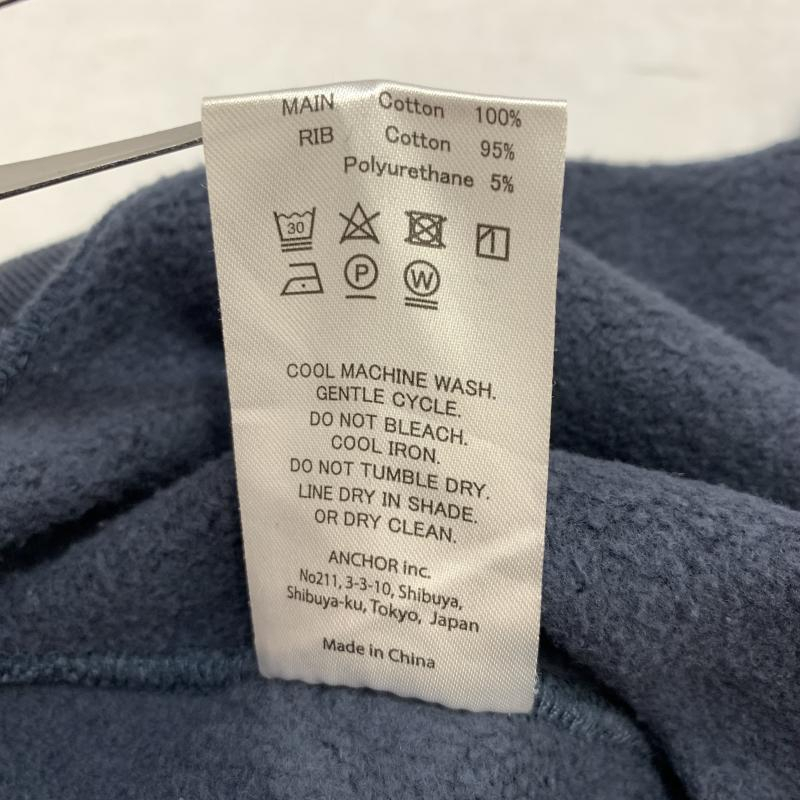 MAIN Cotton 100%
RIB Cotton 95%
Polyurethane 5%
30
P W
COOL MACHINE WASH.
GENTLE CYCLE.
DO NOT BLEACH.
COOL IRON.
DO NOT TUMBLE DRY.
LINE DRY IN SHADE.
OR DRY CLEAN.
ANCHOR inc.
No211, 3-3-10, Shibuya,
Shibuya-ku, Tokyo, Japan
Made in China